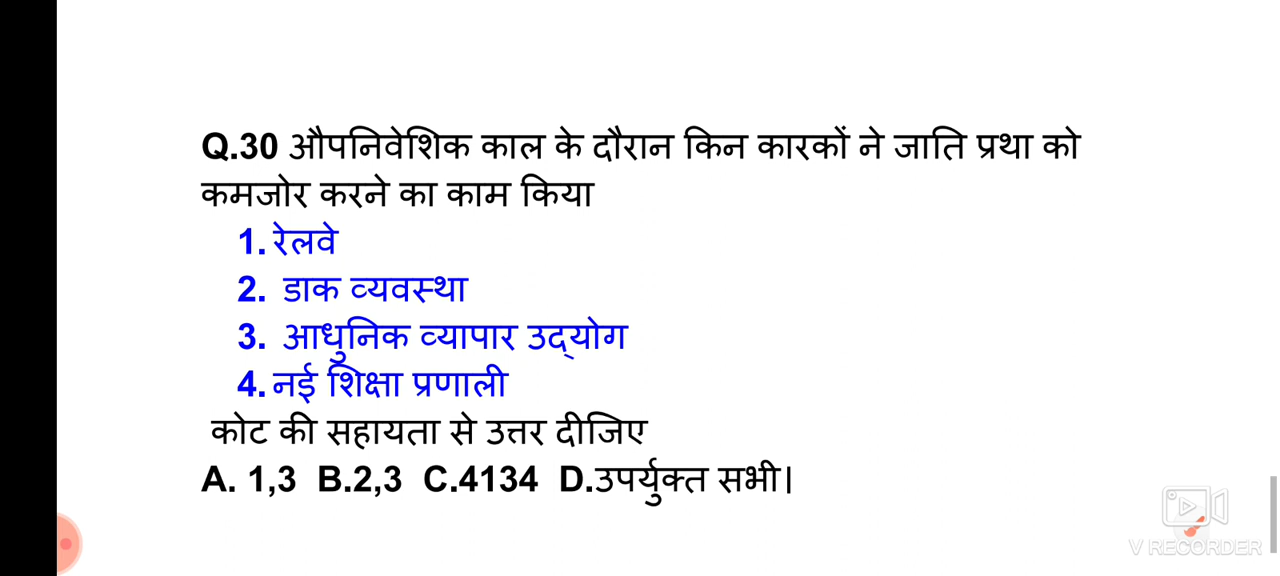 Q.30 औपनिवेशिक काल के दौरान किन कारकों ने जाति प्रथा को
कमजोर करने का काम किया
1. रेलवे
2. डाक व्यवस्था
3. आधुनिक व्यापार उद्योग
4. नई शिक्षा प्रणाली
कोट की सहायता से उत्तर दीजिए
A. 1,3 B.2,3 C.4134 D.उपर्युक्त सभी।
V RECORDER